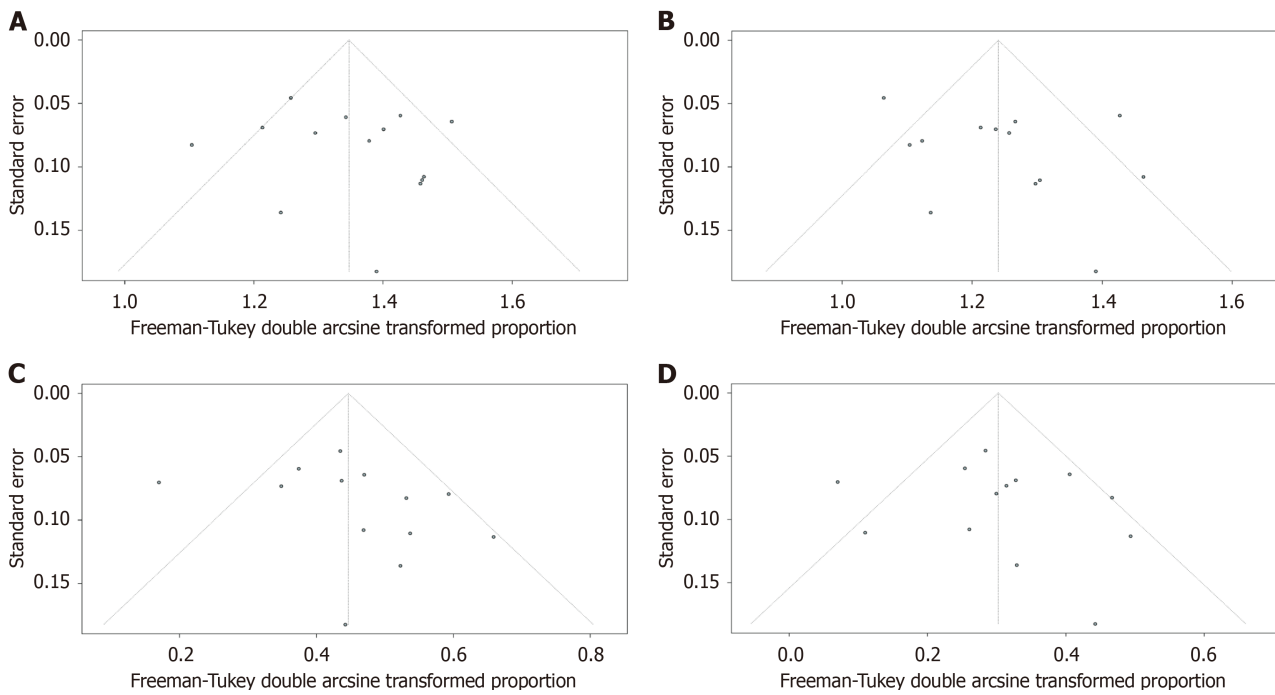 A
0.00
0.05
0.10
0.15
Standard error
1.0 1.2 1.4 1.6
Freeman-Tukey double arcsine transformed proportion
B
0.00
0.05
0.10
0.15
Standard error
1.0 1.2 1.4 1.6
Freeman-Tukey double arcsine transformed proportion
C
0.00
0.05
0.10
0.15
Standard error
0.2 0.4 0.6 0.8
Freeman-Tukey double arcsine transformed proportion
D
0.00
0.05
0.10
0.15
Standard error
0.0 0.2 0.4 0.6
Freeman-Tukey double arcsine transformed proportion